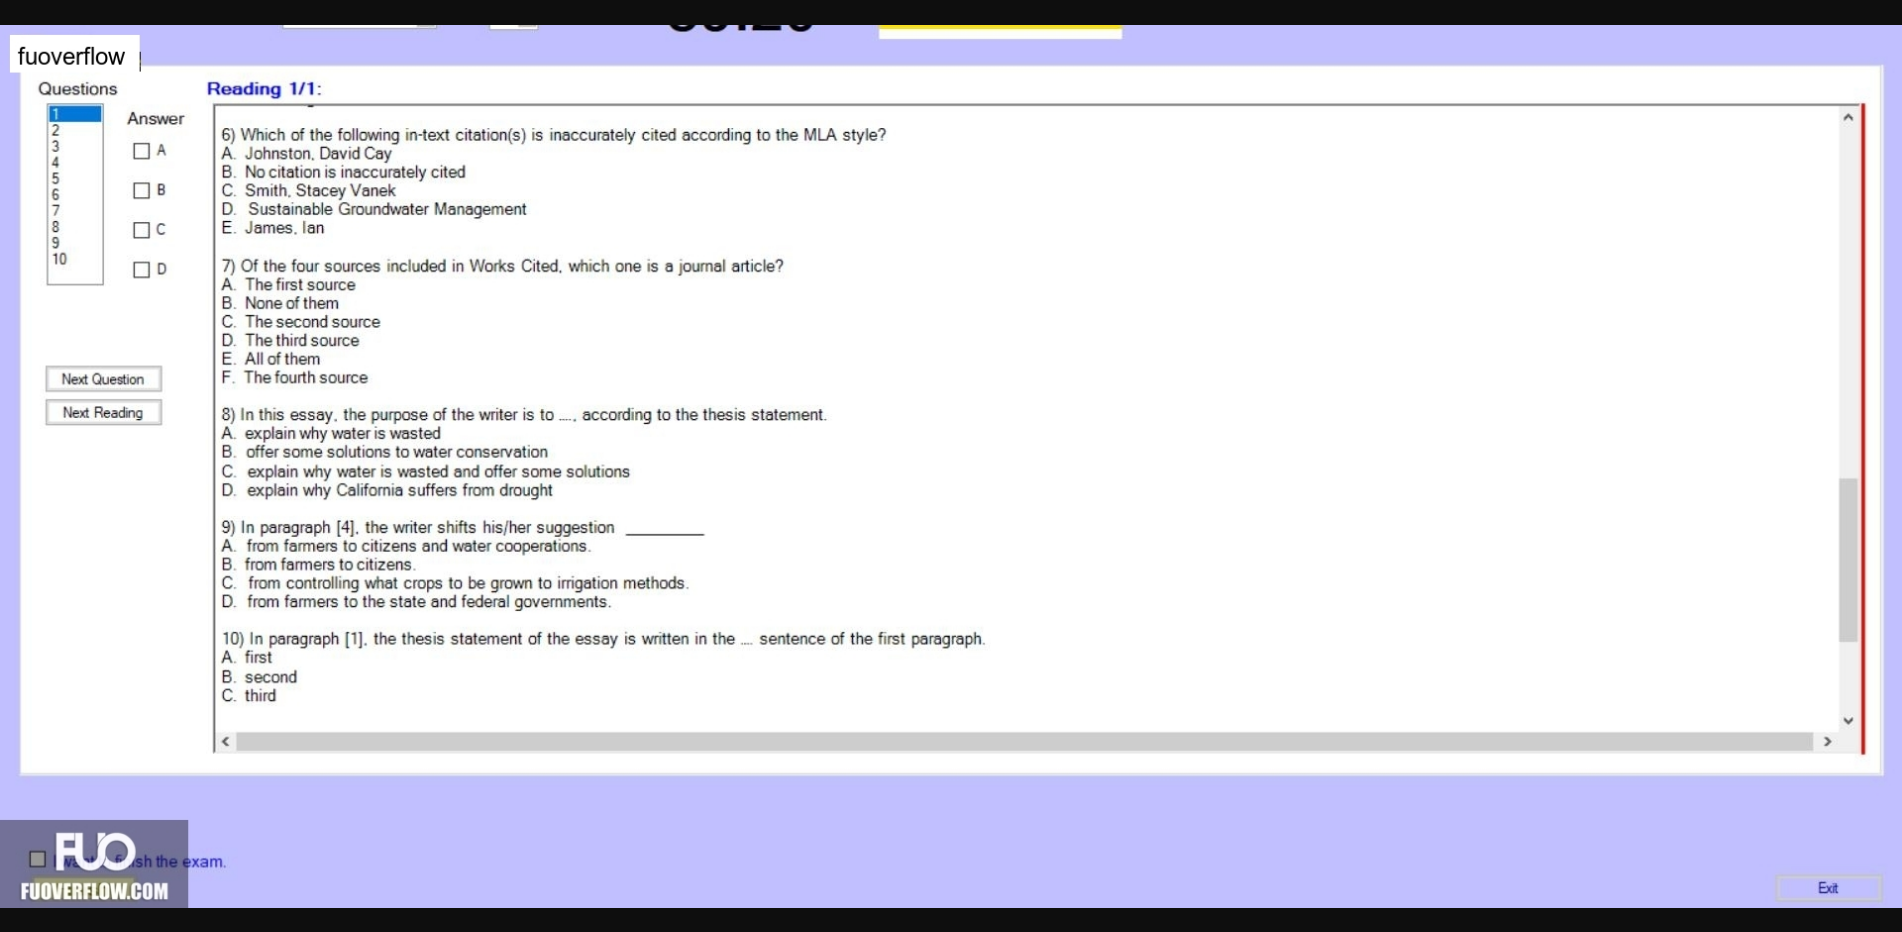 fuoverflow
Questions
Reading 1/1:
1
2
3
4
5
6
7
8
9
10
Answer
A
B
C
D
Next Question
Next Reading
6) Which of the following in-text citation(s) is inaccurately cited according to the MLA style?
A. Johnston, David Cay
B. No citation is inaccurately cited
C. Smith, Stacey Vanek
D. Sustainable Groundwater Management
E. James, Ian
7) Of the four sources included in Works Cited, which one is a journal article?
A. The first source
B. None of them
C. The second source
D. The third source
E. All of them
F. The fourth source
8) In this essay, the purpose of the writer is to ...., according to the thesis statement.
A. explain why water is wasted
B. offer some solutions to water conservation
C. explain why water is wasted and offer some solutions
D. explain why California suffers from drought
9) In paragraph [4], the writer shifts his/her suggestion _________
A. from farmers to citizens and water cooperations.
B. from farmers to citizens.
C. from controlling what crops to be grown to irrigation methods.
D. from farmers to the state and federal governments.
10) In paragraph [1], the thesis statement of the essay is written in the .... sentence of the first paragraph.
A. first
B. second
C. third
FUO
the exam.
FUOVERFLOW.COM
Exit